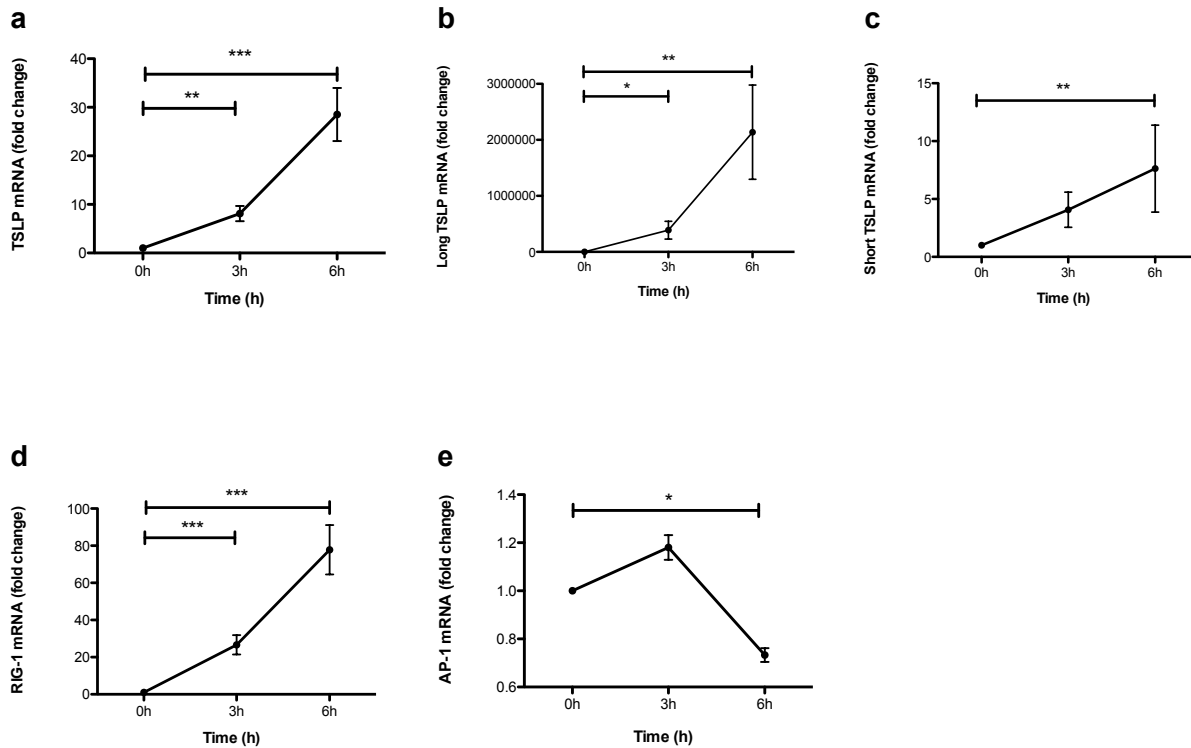 a
TSLP mRNA (fold change)
40
30
20
10
0
***
**
0h 3h 6h
Time (h)
b
Long TSLP mRNA (fold change)
3000000
2000000
1000000
0
**
*
0h 3h 6h
Time (h)
c
Short TSLP mRNA (fold change)
15
10
5
0
**
0h 3h 6h
Time (h)
d
RIG-1 mRNA (fold change)
100
80
60
40
20
0
***
***
0h 3h 6h
Time (h)
e
AP-1 mRNA (fold change)
1.4
1.2
1.0
0.8
0.6
*
0h 3h 6h
Time (h)